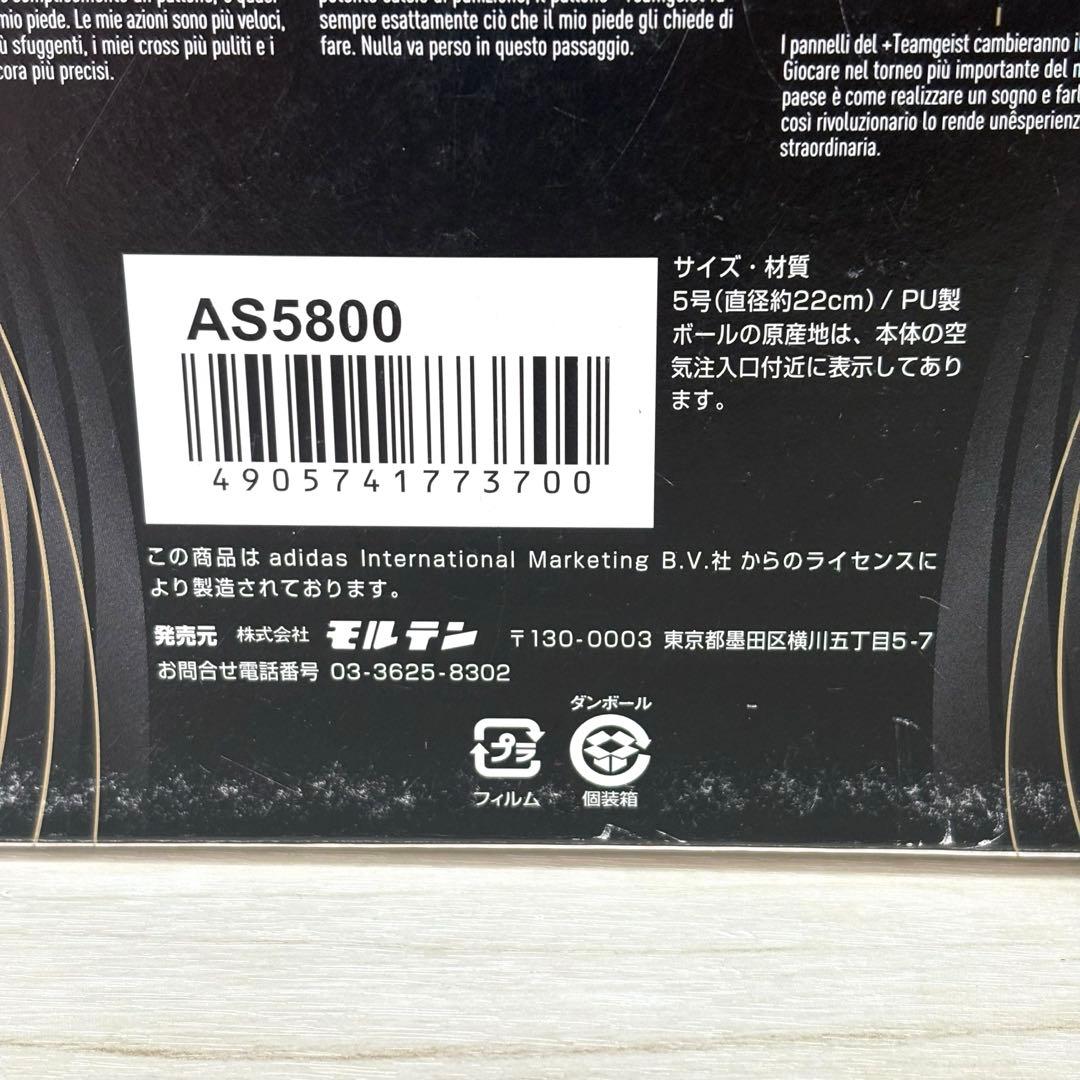 mio piede. Le mie azioni sono più veloci,
ù sfuggenti, i miei cross più puliti e i
cora più precisi.
sempre esattamente ciò che il mio piede gli chiede di
fare. Nulla va perso in questo passaggio.
I pannelli del +Teamgeist cambieranno i
Giocare nel torneo più importante del
paese è come realizzare un sogno e
così rivoluzionario lo rende unêsperienz
straordinaria.
AS5800
4905741773700
サイズ・材質
5号(直径約22cm)/ PU製
ボールの原産地は、本体の空
気注入口付近に表示してあり
ます。
この商品は adidas International Marketing B.V.社 からのライセンスに
より製造されております。
発売元 株式会社 モルテン 〒130-0003 東京都墨田区横川五丁目5-7
お問合せ電話番号 03-3625-8302
ダンボール
プラ
フィルム 個装箱